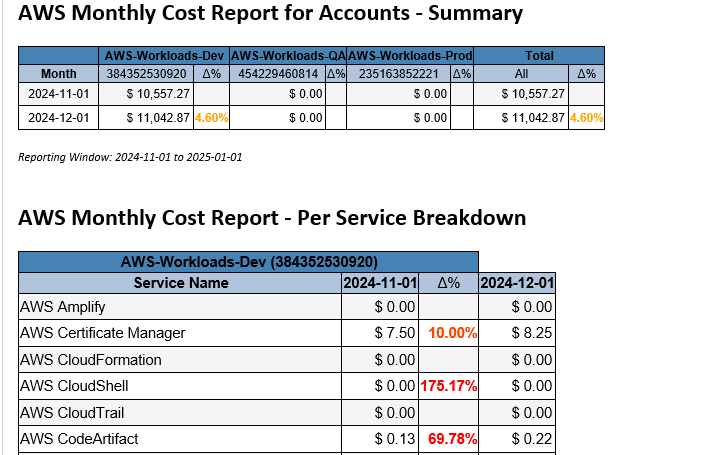 AWS Monthly Cost Report for Accounts - Summary
AWS-Workloads-Dev AWS-Workloads-QA AWS-Workloads-Prod Total
Month 384352530920 Δ% 454229460814 Δ% 235163852221 Δ% All Δ%
2024-11-01 $ 10,557.27 $ 0.00 $ 0.00 $ 10,557.27
2024-12-01 $ 11,042.87 4.60% $ 0.00 $ 0.00 $ 11,042.87 4.60%
Reporting Window: 2024-11-01 to 2025-01-01
AWS Monthly Cost Report - Per Service Breakdown
AWS-Workloads-Dev (384352530920)
Service Name 2024-11-01 Δ% 2024-12-01
AWS Amplify $ 0.00 $ 0.00
AWS Certificate Manager $ 7.50 10.00% $ 8.25
AWS CloudFormation $ 0.00 $ 0.00
AWS CloudShell $ 0.00 175.17% $ 0.00
AWS CloudTrail $ 0.00 $ 0.00
AWS CodeArtifact $ 0.13 69.78% $ 0.22